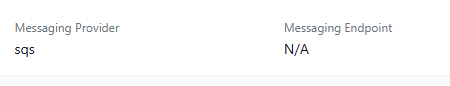 Messaging Provider
Messaging Endpoint
sqs
N/A